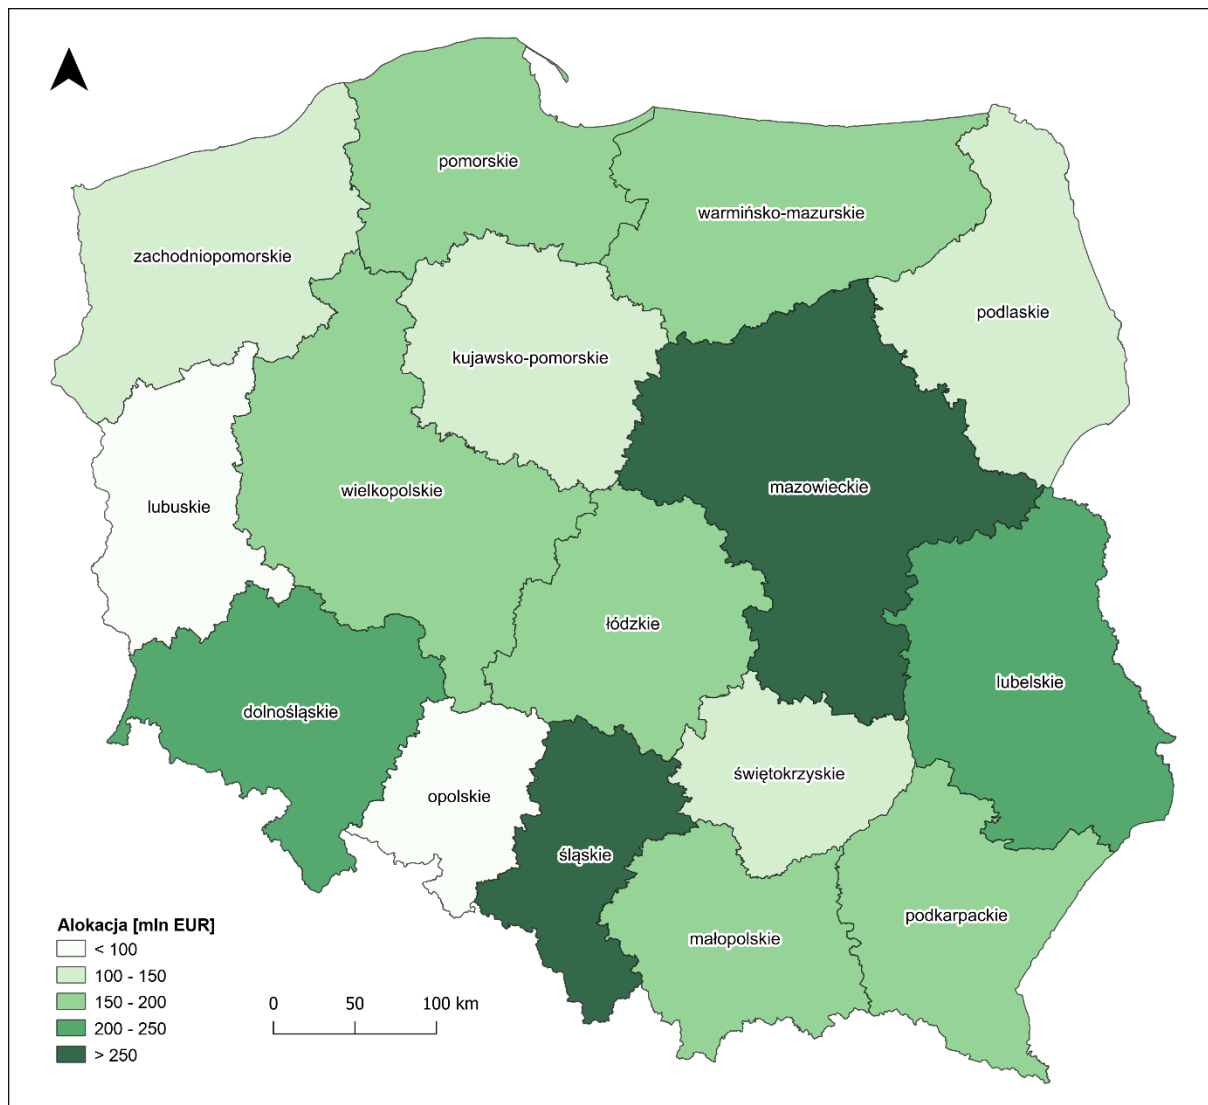 pomorskie
warmińsko-mazurskie
zachodniopomorskie
podlaskie
kujawsko-pomorskie
mazowieckie
wielkopolskie
lubuskie
łódzkie
lubelskie
dolnośląskie
świętokrzyskie
opolskie
śląskie
podkarpackie
małopolskie
Alokacja [mln EUR]
< 100
100 - 150
150 - 200
200 - 250
> 250
0 50 100 km